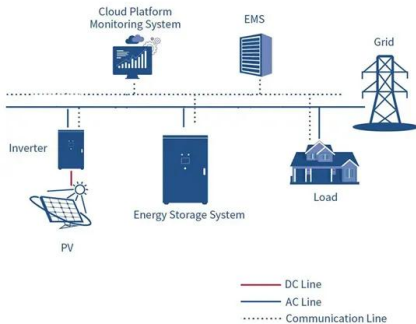 Cloud Platform
Monitoring System
EMS
Grid
Inverter
Energy Storage System
Load
PV
DC Line
AC Line
Communication Line